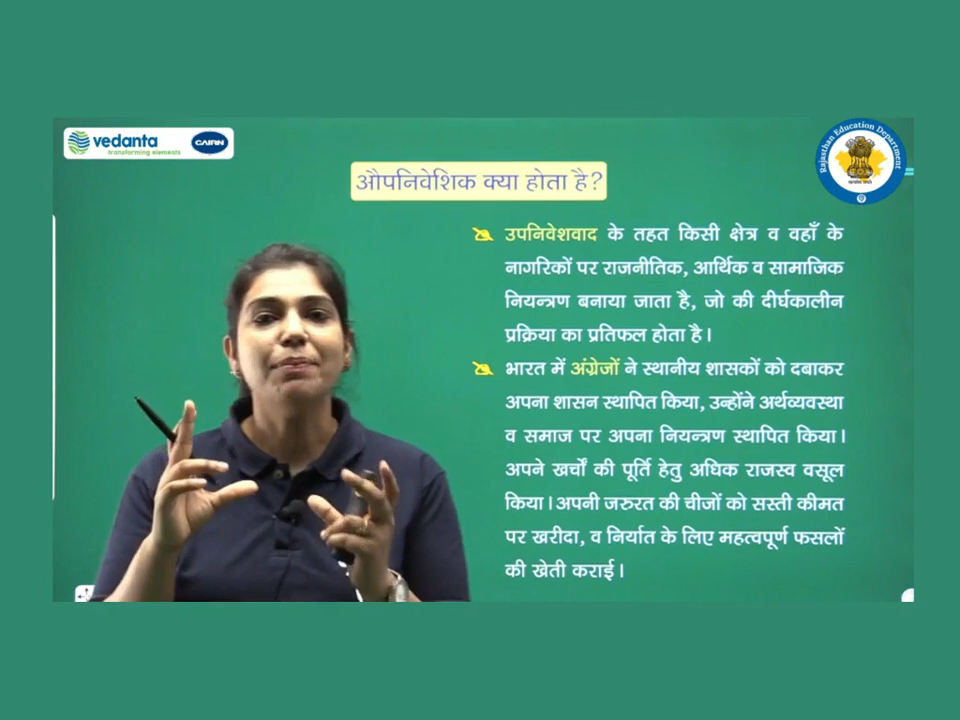 vedanta
transforming elements
CAIRN
Rajasthan Education Department
औपनिवेशिक क्या होता है?
उपनिवेशवाद के तहत किसी क्षेत्र व वहाँ के
नागरिकों पर राजनीतिक, आर्थिक व सामाजिक
नियन्त्रण बनाया जाता है, जो की दीर्घकालीन
प्रक्रिया का प्रतिफल होता है।
भारत में अंग्रेजों ने स्थानीय शासकों को दबाकर
अपना शासन स्थापित किया, उन्होंने अर्थव्यवस्था
व समाज पर अपना नियन्त्रण स्थापित किया।
अपने खर्चों की पूर्ति हेतु अधिक राजस्व वसूल
किया। अपनी जरुरत की चीजों को सस्ती कीमत
पर खरीदा, व निर्यात के लिए महत्वपूर्ण फसलों
की खेती कराई।